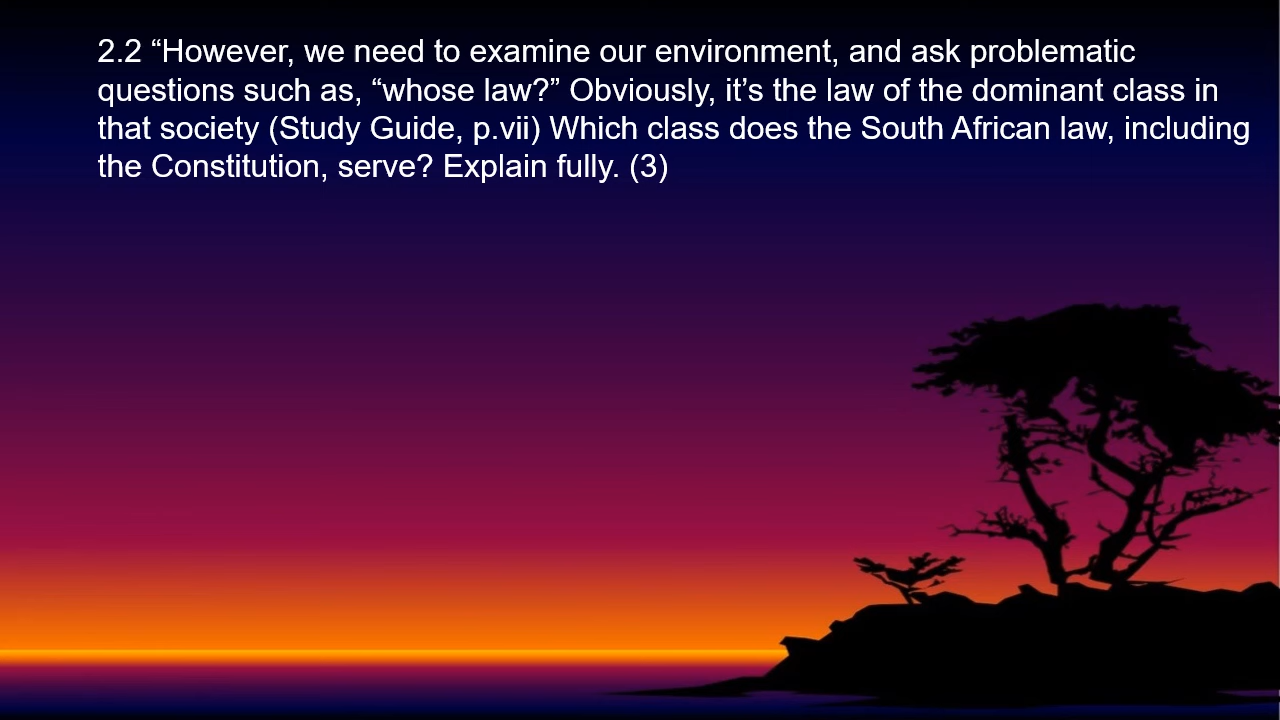 2.2 “However, we need to examine our environment, and ask problematic
questions such as, “whose law?” Obviously, it’s the law of the dominant class in
that society (Study Guide, p.vii) Which class does the South African law, including
the Constitution, serve? Explain fully. (3)